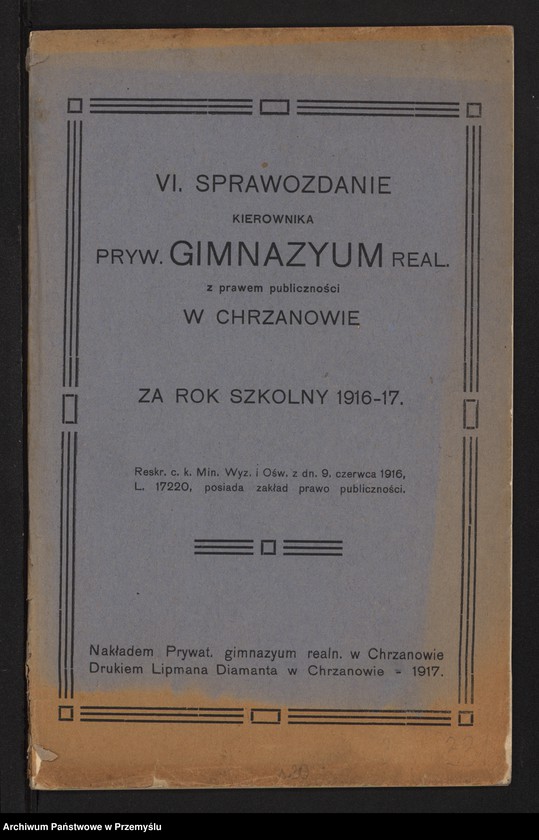 VI. SPRAWOZDANIE
KIEROWNIKA
PRYW. GIMNAZYUM REAL.
z prawem publiczności
W CHRZANOWIE
ZA ROK SZKOLNY 1916-17.
Reskr. c. k. Min. Wyz. i Ośw. z dn. 9. czerwca 1916,
L. 17220, posiada zakład prawo publiczności.
Nakładem Prywat. gimnazyum realn. w Chrzanowie
Drukiem Lipmana Diamanta w Chrzanowie - 1917.
Archiwum Państwowe w Przemyślu